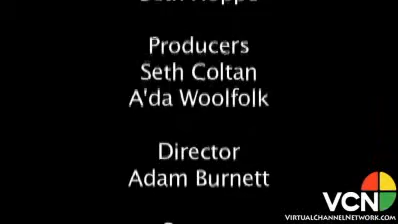 Producers
Seth Coltan
A'da Woolfolk
Director
Adam Burnett
VCN
VIRTUALCHANNELNETWORK.COM